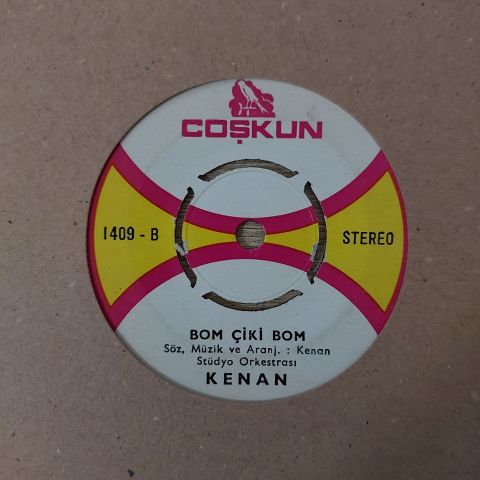 COŞKUN
1409 - B
STEREO
BOM ÇİKİ BOM
Söz, Müzik ve Aranj. : Kenan
Stüdyo Orkestrası
KENAN